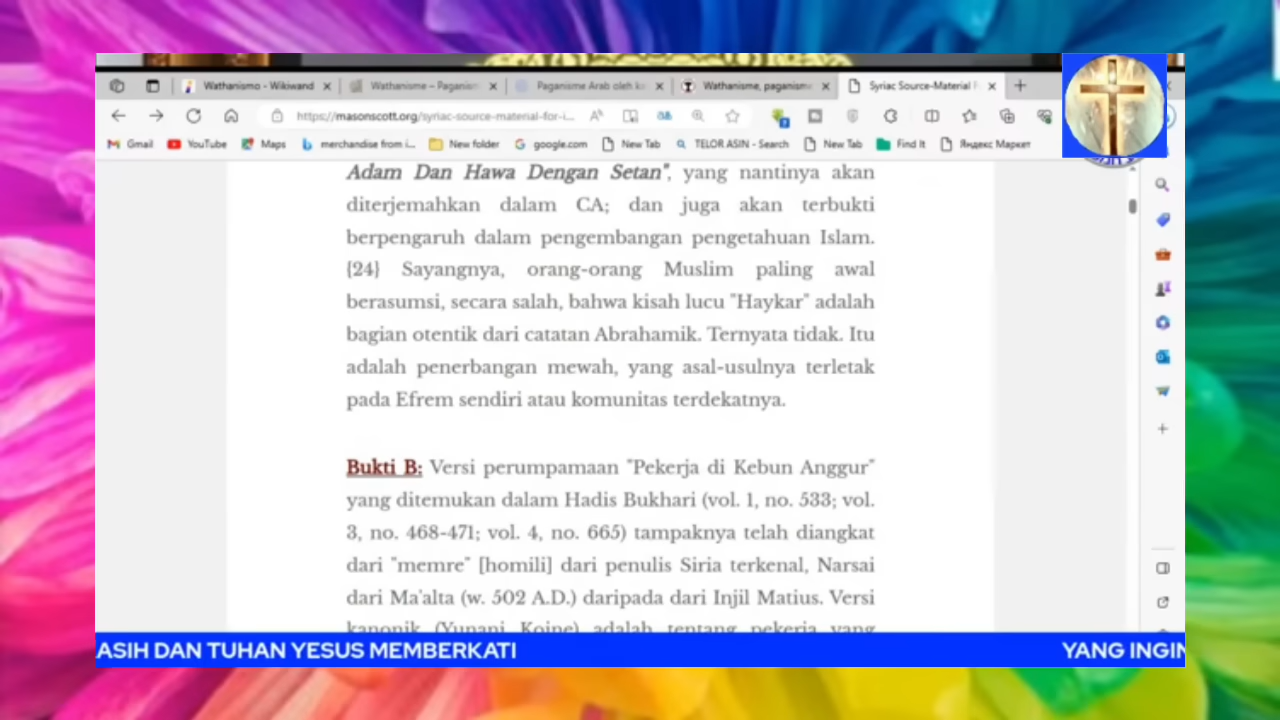 Wathanismo - Wikiwand
Wathanisme – Paganism
Paganisme Arab oleh
Wathanisme, paganisme
Syriac Source-Material F
https://masonscott.org/syriac-source-material-for-i...
Gmail
YouTube
Maps
merchandise from i...
New folder
google.com
New Tab
TELOR ASIN - Search
New Tab
Find It
Яндекс Маркет
Adam Dan Hawa Dengan Setan", yang nantinya akan
diterjemahkan dalam CA; dan juga akan terbukti
berpengaruh dalam pengembangan pengetahuan Islam.
{24} Sayangnya, orang-orang Muslim paling awal
berasumsi, secara salah, bahwa kisah lucu "Haykar" adalah
bagian otentik dari catatan Abrahamik. Ternyata tidak. Itu
adalah penerbangan mewah, yang asal-usulnya terletak
pada Efrem sendiri atau komunitas terdekatnya.
Bukti B: Versi perumpamaan "Pekerja di Kebun Anggur"
yang ditemukan dalam Hadis Bukhari (vol. 1, no. 533; vol.
3, no. 468-471; vol. 4, no. 665) tampaknya telah diangkat
dari "memre" [homili] dari penulis Siria terkenal, Narsai
dari Ma'alta (w. 502 A.D.) daripada dari Injil Matius. Versi
kanonik (Yunani Koine) adalah tentang pekerja yang
ASIH DAN TUHAN YESUS MEMBERKATI
YANG INGIN